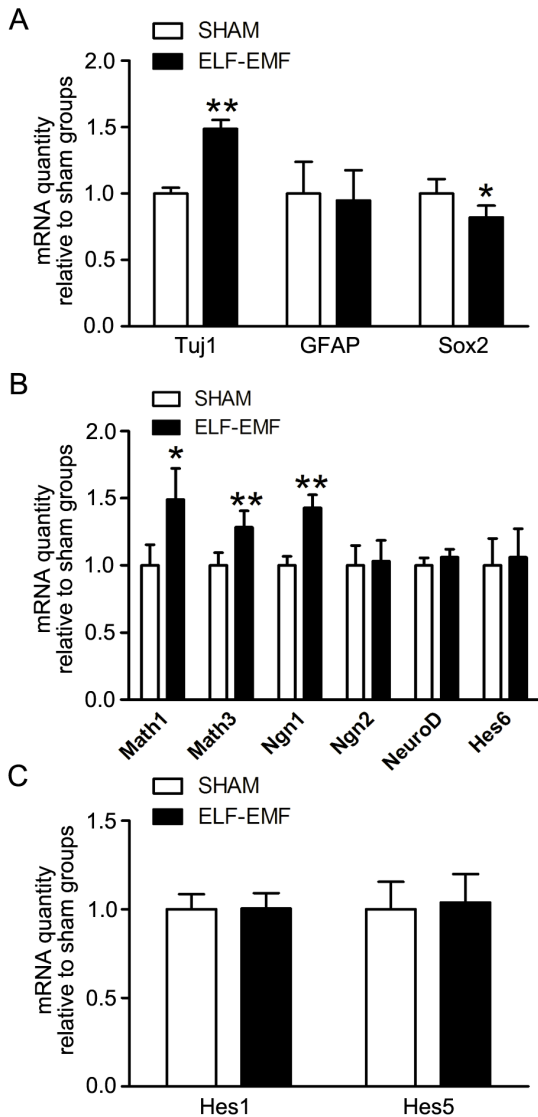 A
SHAM
ELF-EMF
mRNA quantity
relative to sham groups
2.0
1.5
1.0
0.5
0.0
**
*
Tuj1 GFAP Sox2
B
SHAM
ELF-EMF
mRNA quantity
relative to sham groups
2.0
1.5
1.0
0.5
0.0
*
**
**
Math1 Math3 Ngn1 Ngn2 NeuroD Hes6
C
SHAM
ELF-EMF
mRNA quantity
relative to sham groups
1.5
1.0
0.5
0.0
Hes1 Hes5